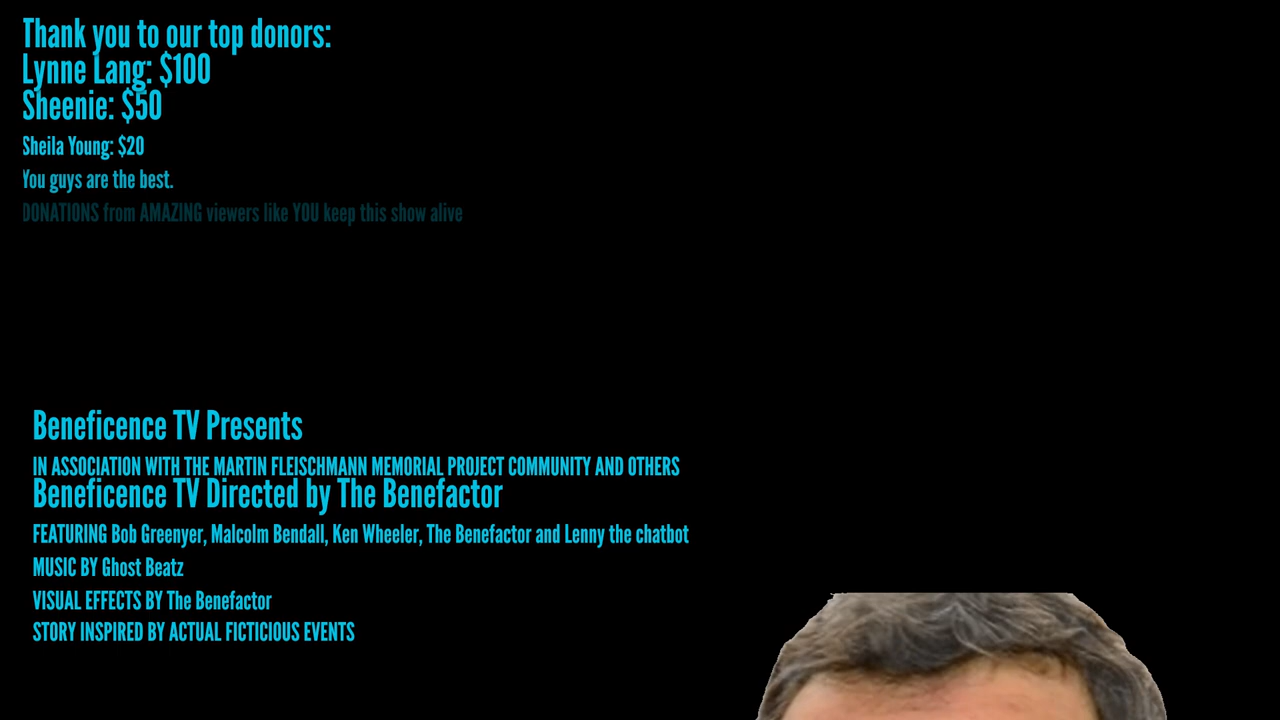 Thank you to our top donors:
Lynne Lang: $100
Sheenie: $50
Sheila Young: $20
You guys are the best.
DONATIONS from AMAZING viewers like YOU keep this show alive
Beneficence TV Presents
IN ASSOCIATION WITH THE MARTIN FLEISCHMANN MEMORIAL PROJECT COMMUNITY AND OTHERS
Beneficence TV Directed by The Benefactor
FEATURING Bob Greenyer, Malcolm Bendall, Ken Wheeler, The Benefactor and Lenny the chatbot
MUSIC BY Ghost Beatz
VISUAL EFFECTS BY The Benefactor
STORY INSPIRED BY ACTUAL FICTICIOUS EVENTS